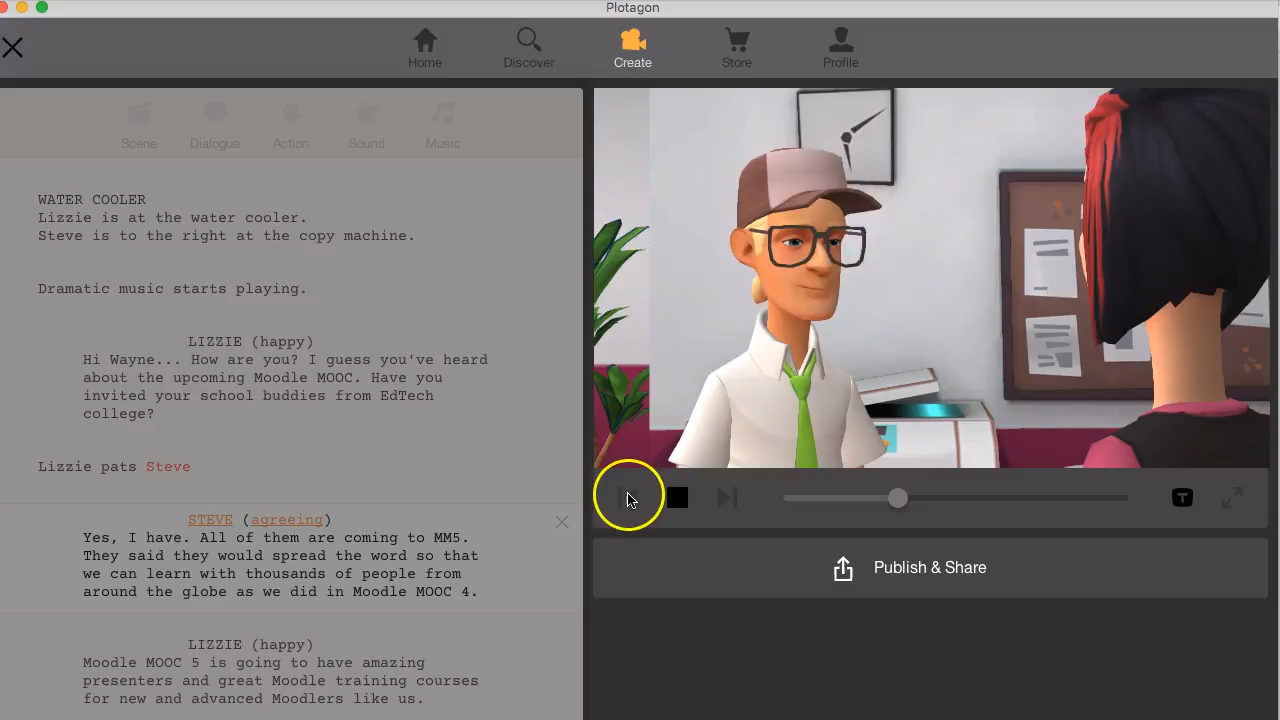 Plotagon
Home
Discover
Create
Store
Profile
Scene
Dialogue
Action
Sound
Music
WATER COOLER
Lizzie is at the water cooler.
Steve is to the right at the copy machine.
Dramatic music starts playing.
LIZZIE (happy)
Hi Wayne... How are you? I guess you've heard
about the upcoming Moodle MOOC. Have you
invited your school buddies from EdTech
college?
Lizzie pats Steve
STEVE (agreeing)
Yes, I have. All of them are coming to MM5.
They said they would spread the word so that
we can learn with thousands of people from
around the globe as we did in Moodle MOOC 4.
LIZZIE (happy)
Moodle MOOC 5 is going to have amazing
presenters and great Moodle training courses
for new and advanced Moodlers like us.
T
Publish & Share